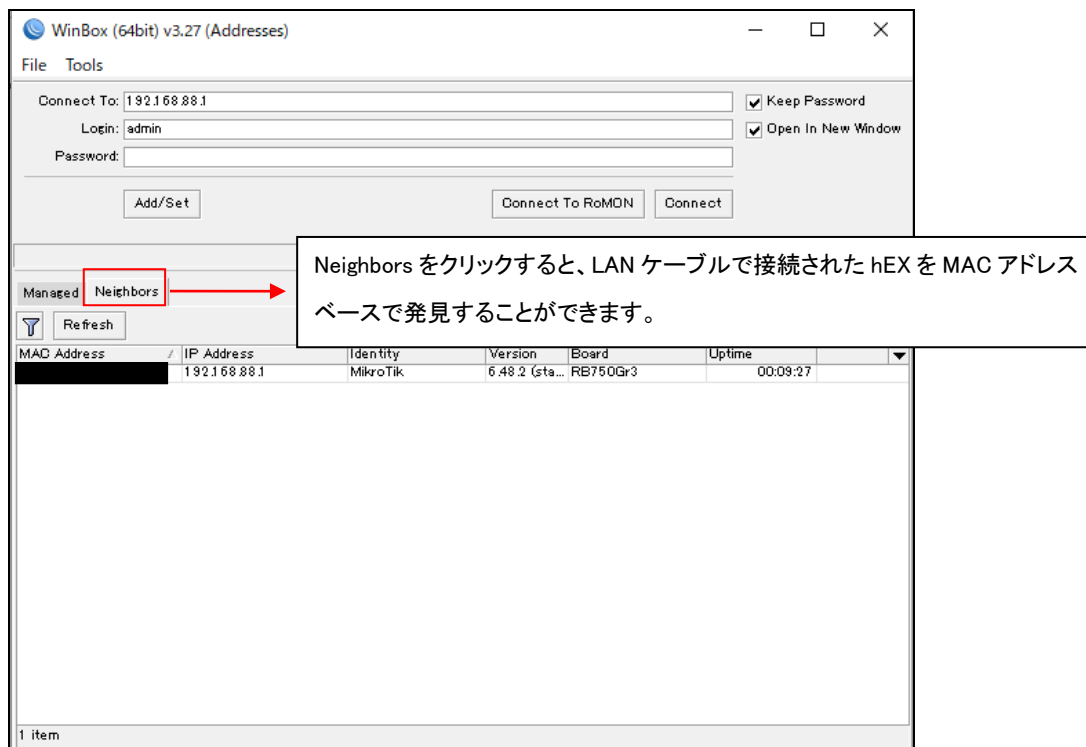 WinBox (64bit) v3.27 (Addresses)
File Tools
Connect To: 192.168.88.1
Keep Password
Login: admin
Open In New Window
Password:
Add/Set
Connect To RoMON
Connect
Neighbors をクリックすると、LAN ケーブルで接続された hEX を MAC アドレス
ベースで発見することができます。
Managed Neighbors
Refresh
MAC Address / IP Address Identity Version Board Uptime
192.168.88.1 MikroTik 6.48.2 (sta... RB750Gr3 00:09:27
1 item